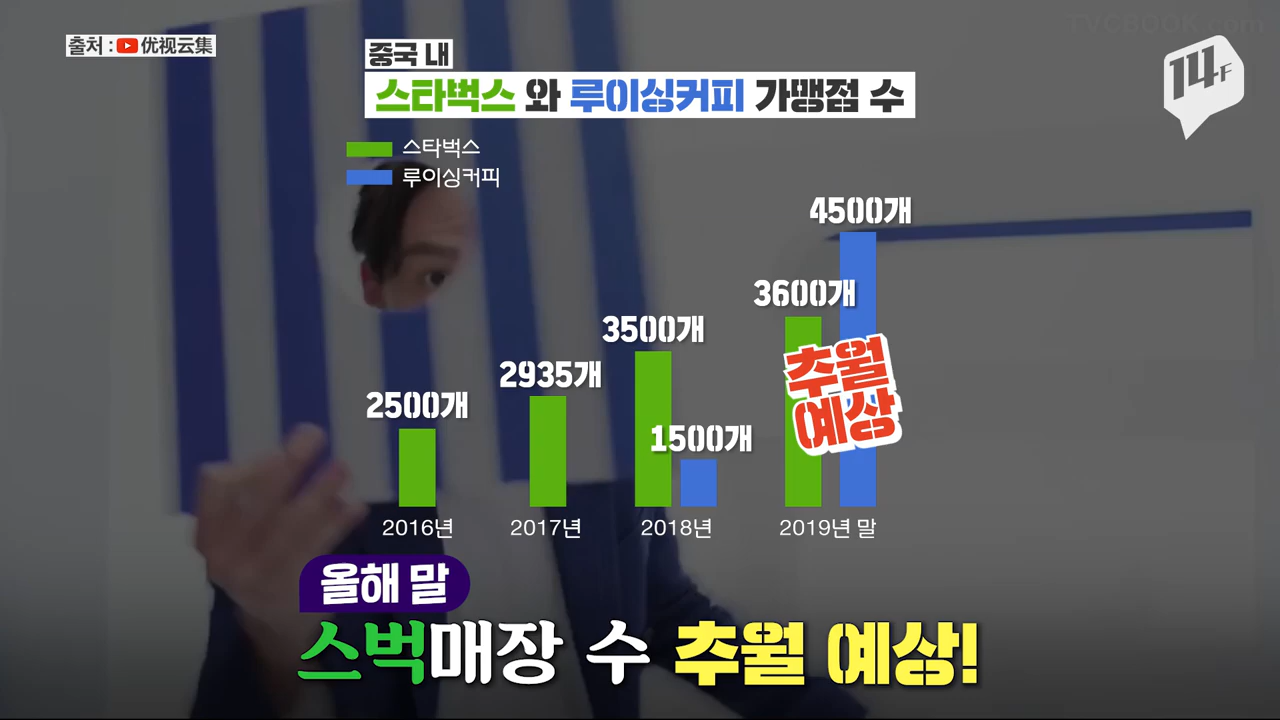 TVCBOOK.com
출처 : 优视云集
14F
중국 내
스타벅스 와 루이싱커피 가맹점 수
스타벅스
루이싱커피
4500개
3600개
3500개
2935개
2500개
1500개
추월
예상
2016년
2017년
2018년
2019년 말
올해 말
스벅매장 수 추월 예상!